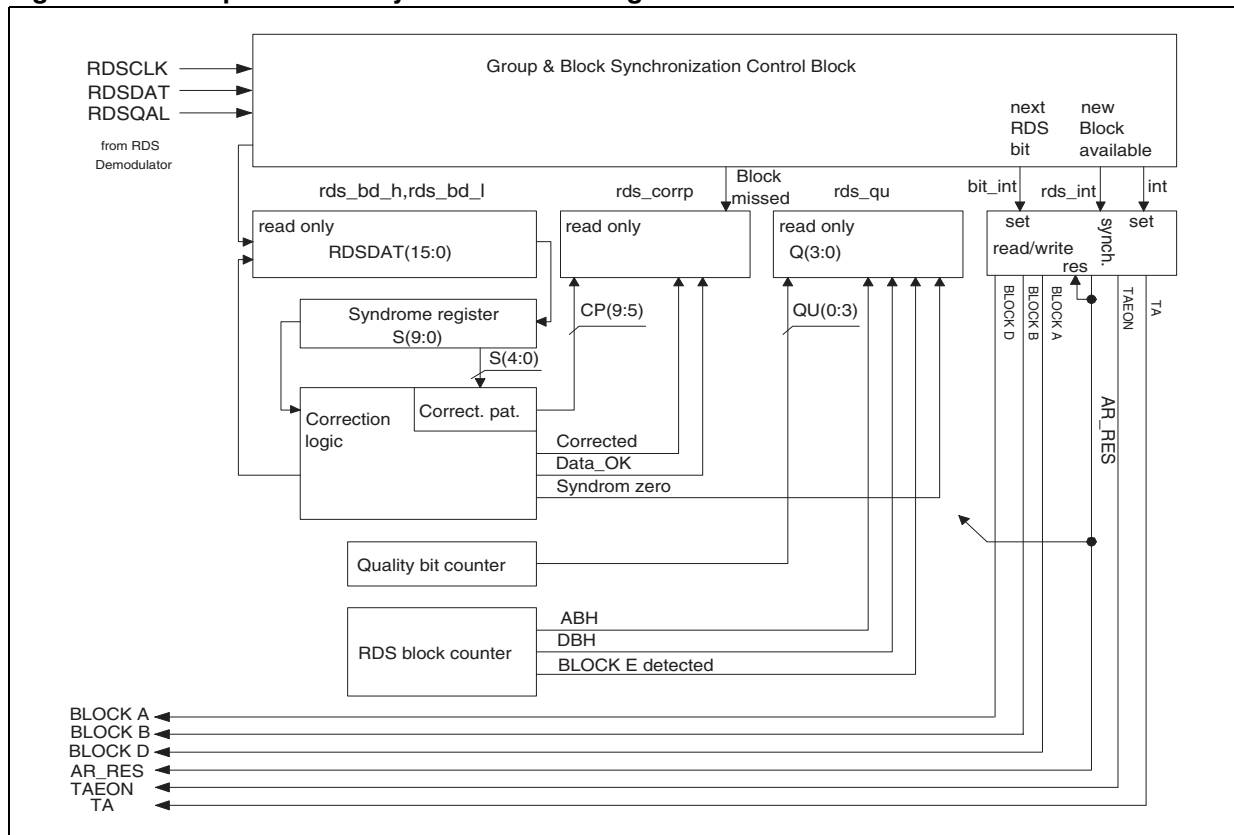 RDSCLK
RDSDAT
RDSQAL
from RDS
Demodulator
Group & Block Synchronization Control Block
next
RDS
bit
new
Block
available
rds_bd_h,rds_bd_l
rds_corrp
Block
missed
rds_qu
bit_int
rds_int
int
read only
RDSDAT(15:0)
read only
read only
Q(3:0)
set
synch.
set
read/write
res
Syndrome register
S(9:0)
S(4:0)
CP(9:5)
QU(0:3)
BLOCK D
BLOCK B
BLOCK A
TAEON
TA
AR_RES
Correction
logic
Correct. pat.
Corrected
Data_OK
Syndrom zero
Quality bit counter
RDS block counter
ABH
DBH
BLOCK E detected
BLOCK A
BLOCK B
BLOCK D
AR_RES
TAEON
TA